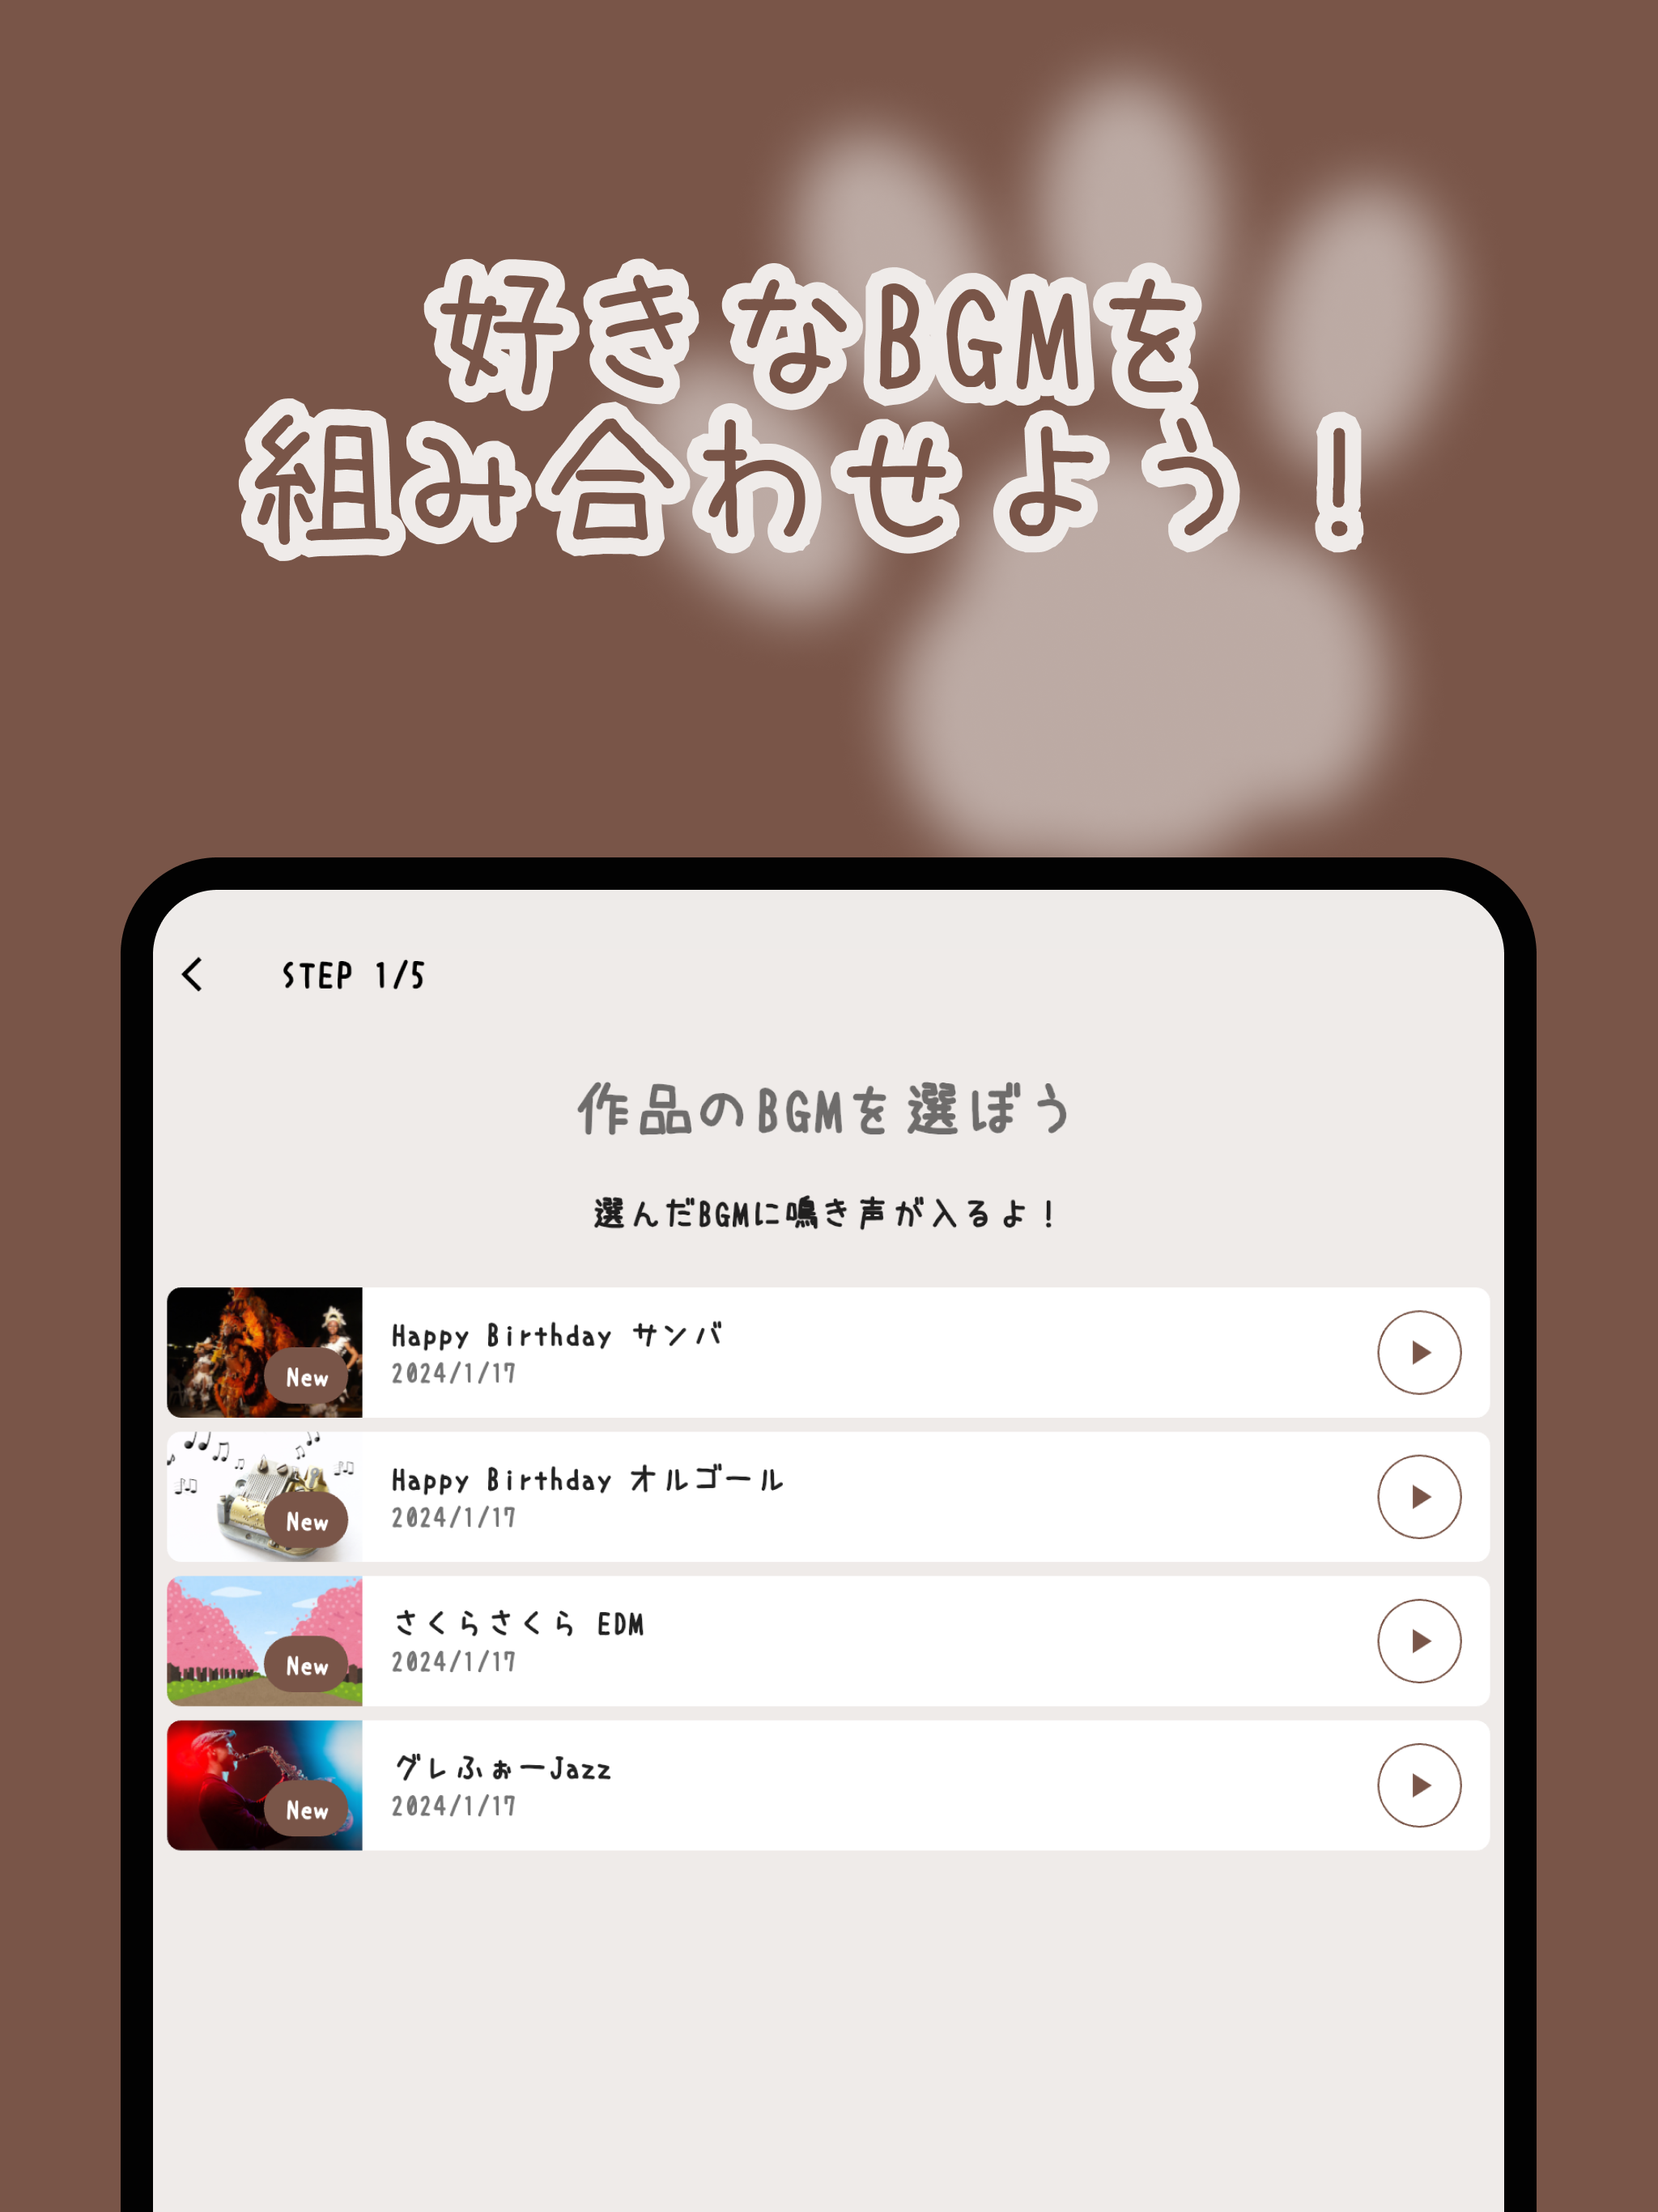 好きなBGMを
組み合わせよう！
STEP 1/5
作品のBGMを選ぼう
選んだBGMに鳴き声が入るよ！
New
Happy Birthday サンバ
2024/1/17
New
Happy Birthday オルゴール
2024/1/17
New
さくらさくら EDM
2024/1/17
New
グレふぉーJazz
2024/1/17